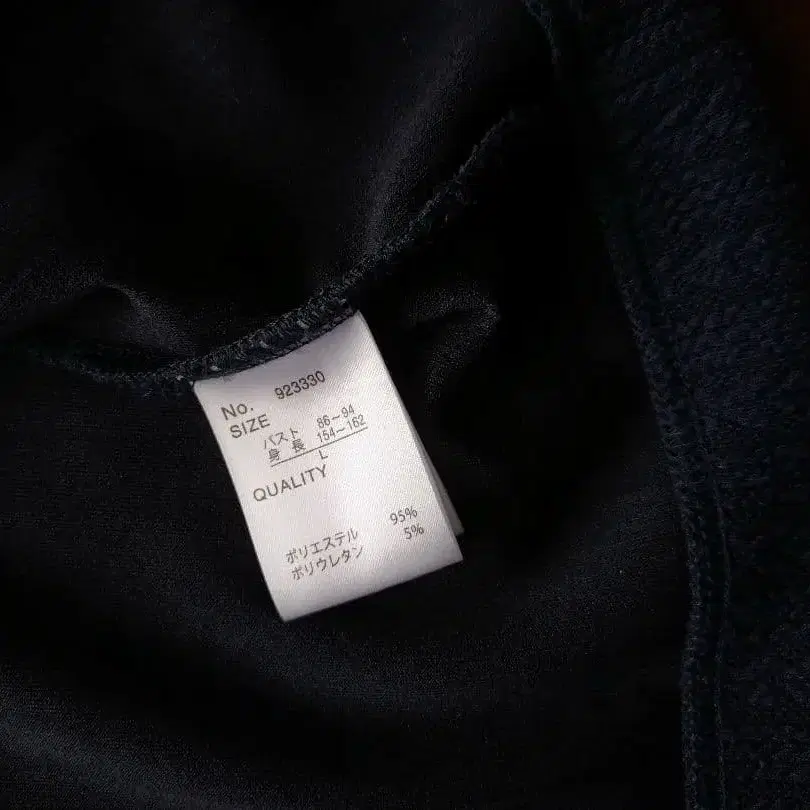 No. 923330
SIZE
バスト 86~94
身長 154~162
L
QUALITY
ポリエステル 95%
ポリウレタン 5%